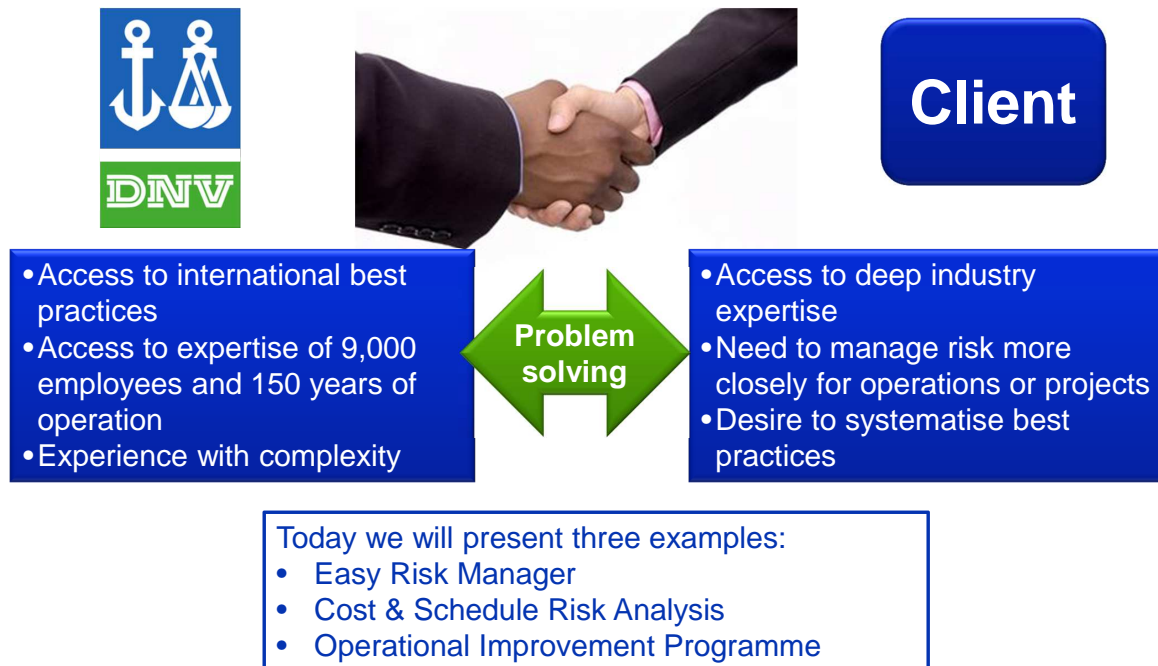 DNV
Client
•Access to international best
practices
•Access to expertise of 9,000
employees and 150 years of
operation
•Experience with complexity
Problem
solving
•Access to deep industry
expertise
•Need to manage risk more
closely for operations or projects
•Desire to systematise best
practices
Today we will present three examples:
• Easy Risk Manager
• Cost & Schedule Risk Analysis
• Operational Improvement Programme